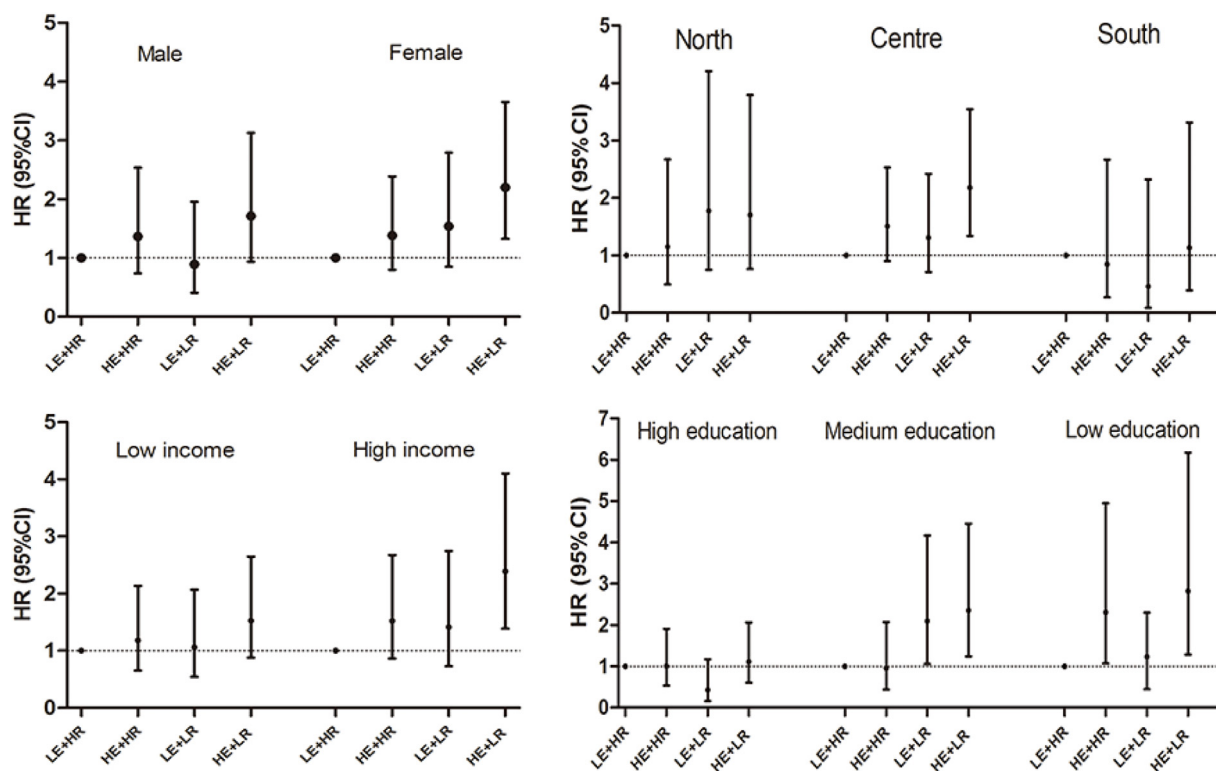 5
4
3
2
1
0
HR (95%CI)
Male
Female
LE+HR
HE+HR
LE+LR
HE+LR
LE+HR
HE+HR
LE+LR
HE+LR
5
4
3
2
1
0
HR (95%CI)
North
Centre
South
LE+HR
HE+HR
LE+LR
HE+LR
LE+HR
HE+HR
LE+LR
HE+LR
LE+HR
HE+HR
LE+LR
HE+LR
5
4
3
2
1
0
HR (95%CI)
Low income
High income
LE+HR
HE+HR
LE+LR
HE+LR
LE+HR
HE+HR
LE+LR
HE+LR
7
6
5
4
3
2
1
0
HR (95%CI)
High education
Medium education
Low education
LE+HR
HE+HR
LE+LR
HE+LR
LE+HR
HE+HR
LE+LR
HE+LR
LE+HR
HE+HR
LE+LR
HE+LR